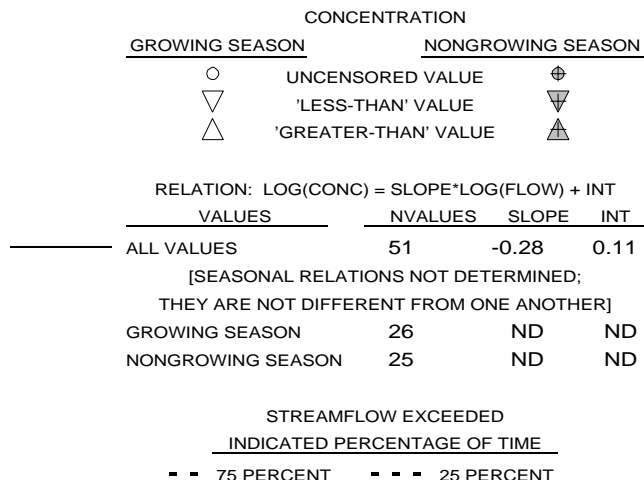 CONCENTRATION
GROWING SEASON NONGROWING SEASON
UNCENSORED VALUE
'LESS-THAN' VALUE
'GREATER-THAN' VALUE
RELATION: LOG(CONC) = SLOPE*LOG(FLOW) + INT
VALUES NVALUES SLOPE INT
ALL VALUES 51 -0.28 0.11
[SEASONAL RELATIONS NOT DETERMINED;
THEY ARE NOT DIFFERENT FROM ONE ANOTHER]
GROWING SEASON 26 ND ND
NONGROWING SEASON 25 ND ND
STREAMFLOW EXCEEDED
INDICATED PERCENTAGE OF TIME
75 PERCENT 25 PERCENT